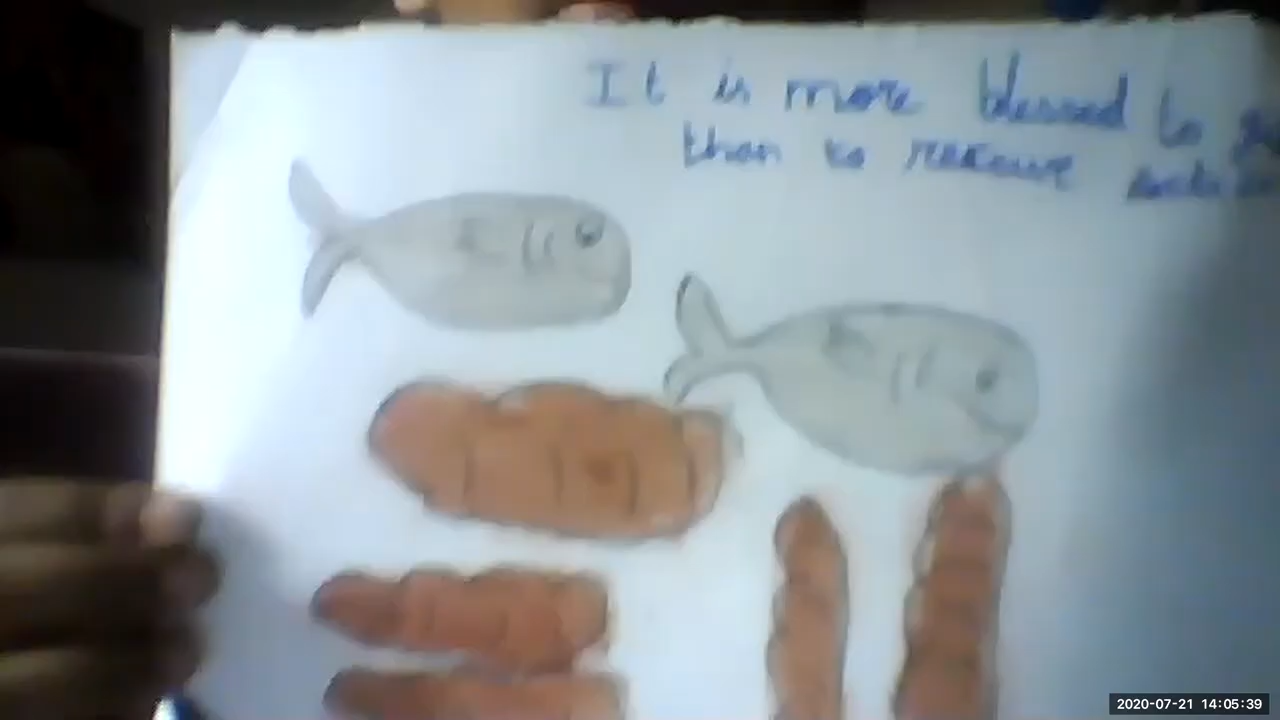 It is more blessed to
than to receive
2020-07-21 14:05:39